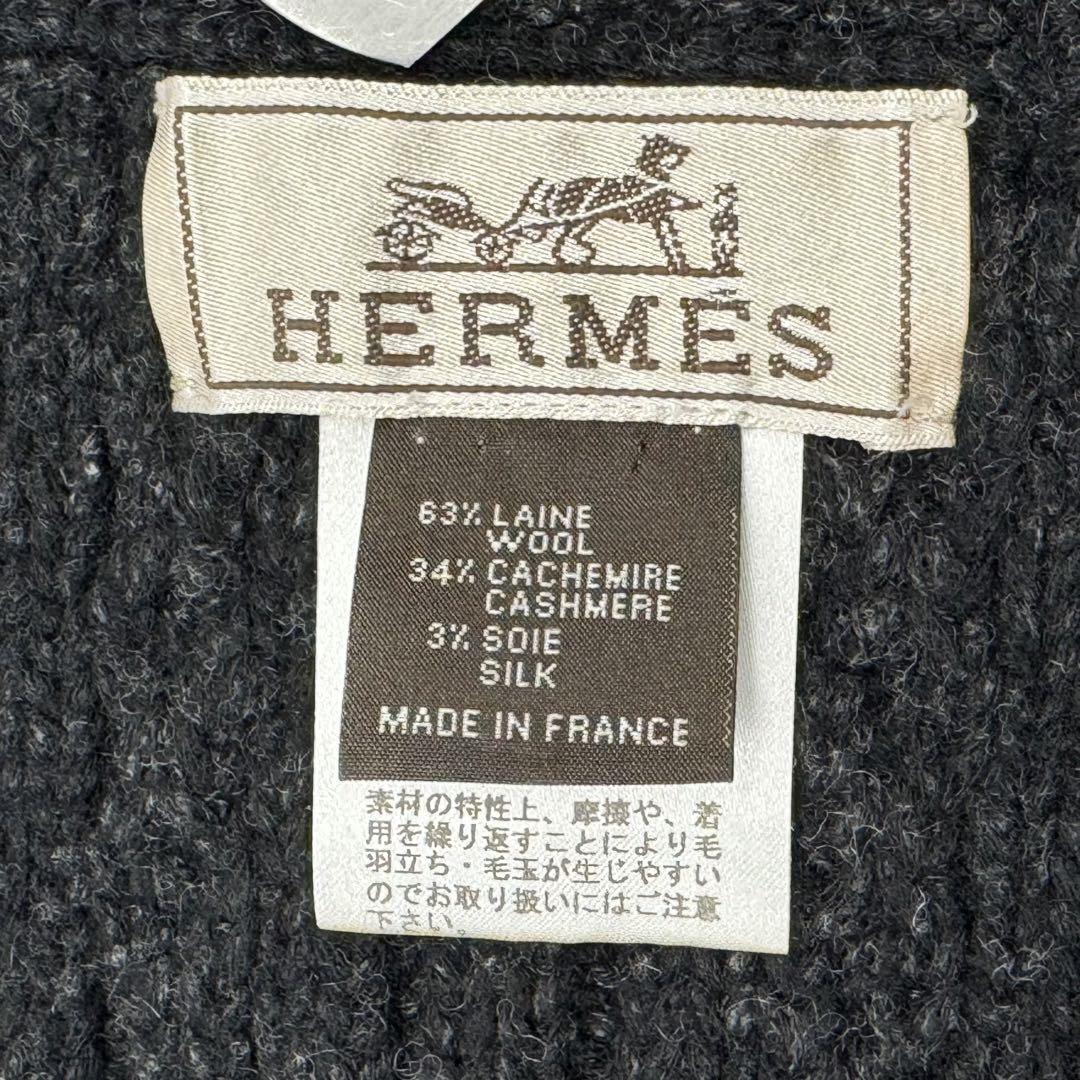 HERMES
63% LAINE
WOOL
34% CACHEMIRE
CASHMERE
3% SOIE
SILK
MADE IN FRANCE
素材の特性上、摩擦や、着
用を繰り返すことにより毛
羽立ち・毛玉が生じやすい
のでお取り扱いにはご注意
下さい。